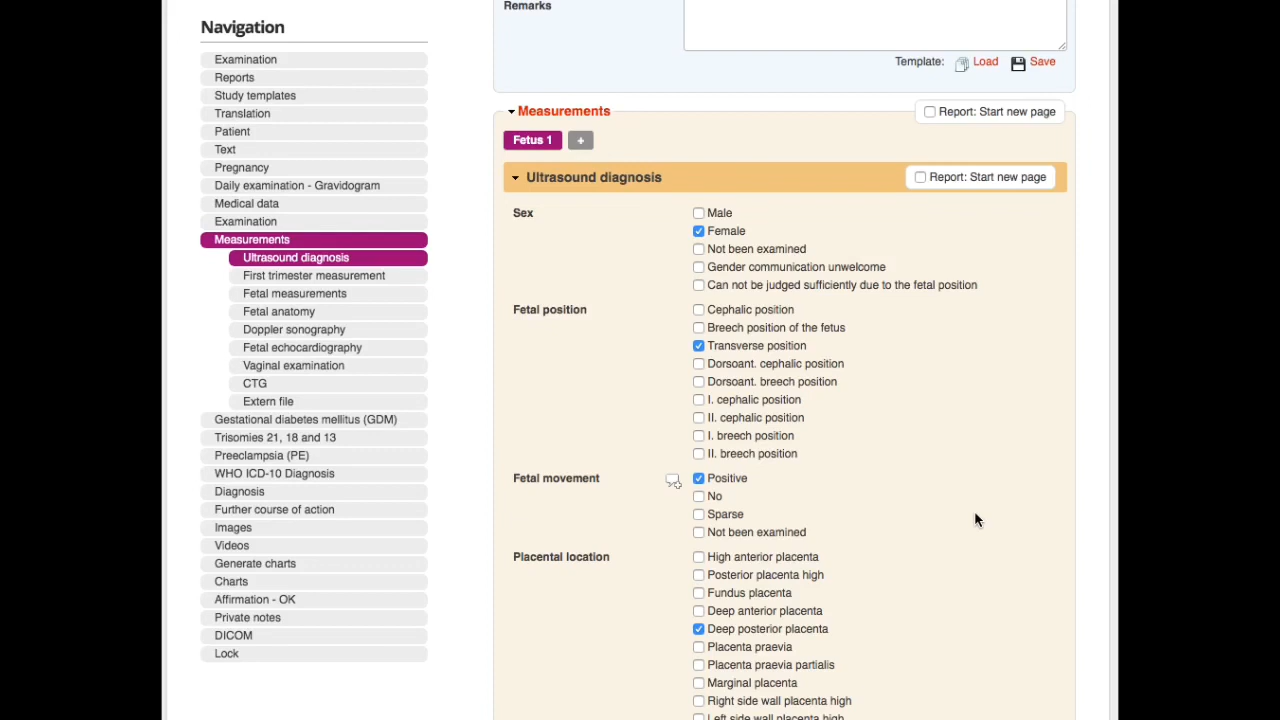 Navigation
Examination
Reports
Study templates
Translation
Patient
Text
Pregnancy
Daily examination - Gravidogram
Medical data
Examination
Measurements
Ultrasound diagnosis
First trimester measurement
Fetal measurements
Fetal anatomy
Doppler sonography
Fetal echocardiography
Vaginal examination
CTG
Extern file
Gestational diabetes mellitus (GDM)
Trisomies 21, 18 and 13
Preeclampsia (PE)
WHO ICD-10 Diagnosis
Diagnosis
Further course of action
Images
Videos
Generate charts
Charts
Affirmation - OK
Private notes
DICOM
Lock
Remarks
Template: Load Save
Measurements Report: Start new page
Fetus 1 +
Ultrasound diagnosis Report: Start new page
Sex Male
Female
Not been examined
Gender communication unwelcome
Can not be judged sufficiently due to the fetal position
Fetal position Cephalic position
Breech position of the fetus
Transverse position
Dorsoant. cephalic position
Dorsoant. breech position
I. cephalic position
II. cephalic position
I. breech position
II. breech position
Fetal movement Positive
No
Sparse
Not been examined
Placental location High anterior placenta
Posterior placenta high
Fundus placenta
Deep anterior placenta
Deep posterior placenta
Placenta praevia
Placenta praevia partialis
Marginal placenta
Right side wall placenta high
Left side wall placenta high